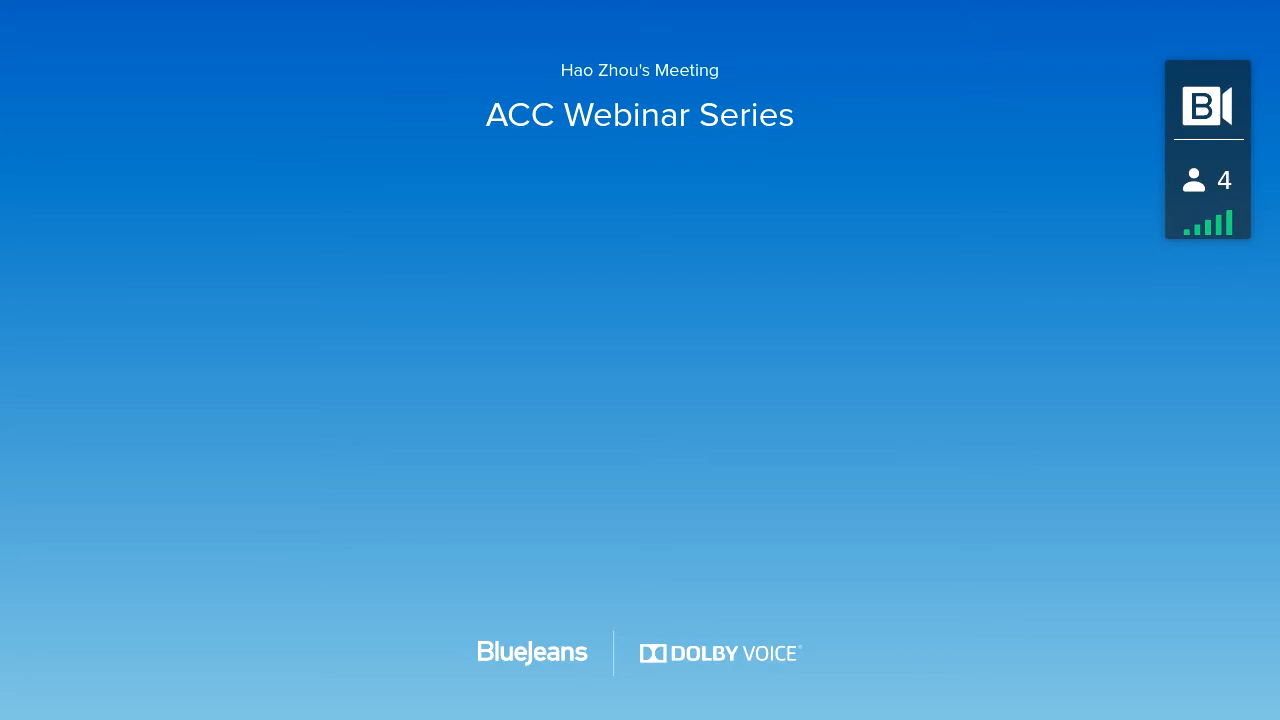 Hao Zhou's Meeting
ACC Webinar Series
B
4
BlueJeans
DOLBY VOICE